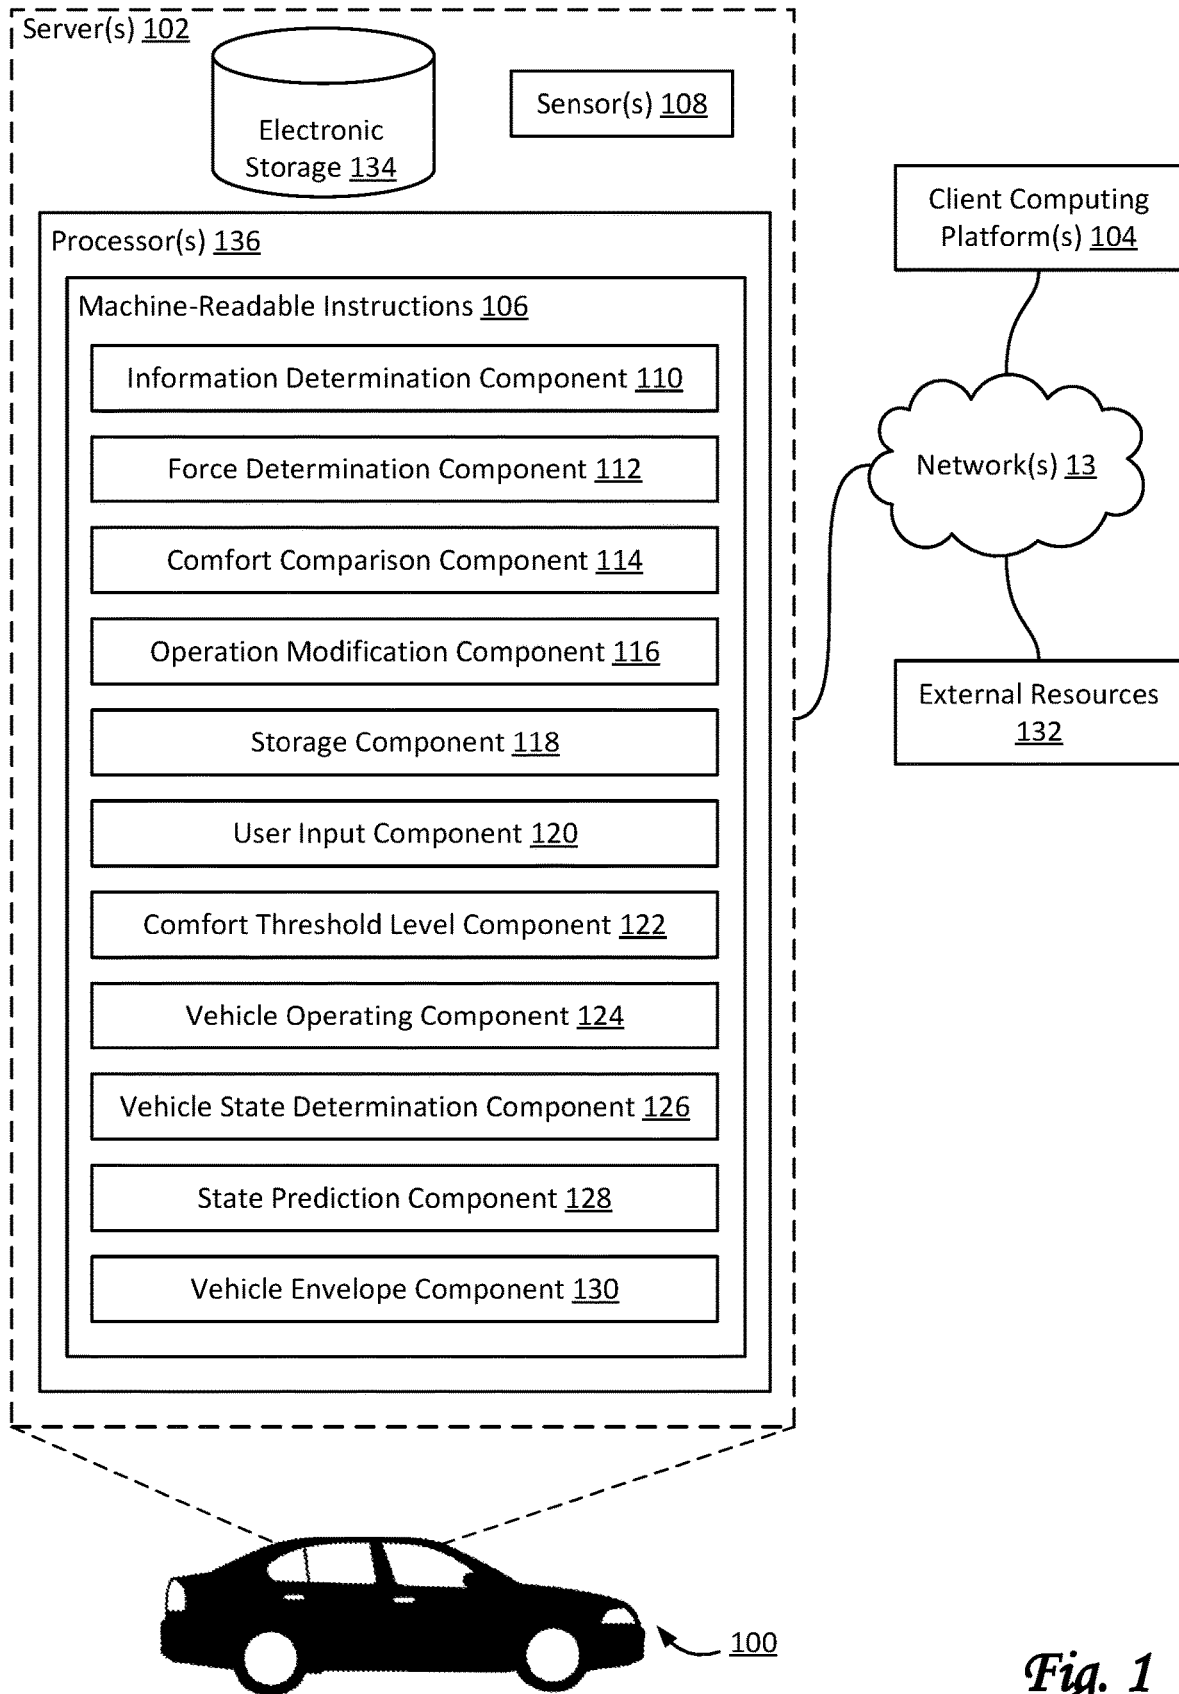 Server(s) 102
Electronic
Storage 134
Sensor(s) 108
Processor(s) 136
Machine-Readable Instructions 106
Information Determination Component 110
Force Determination Component 112
Comfort Comparison Component 114
Operation Modification Component 116
Storage Component 118
User Input Component 120
Comfort Threshold Level Component 122
Vehicle Operating Component 124
Vehicle State Determination Component 126
State Prediction Component 128
Vehicle Envelope Component 130
Client Computing
Platform(s) 104
Network(s) 13
External Resources
132
100
Fig. 1